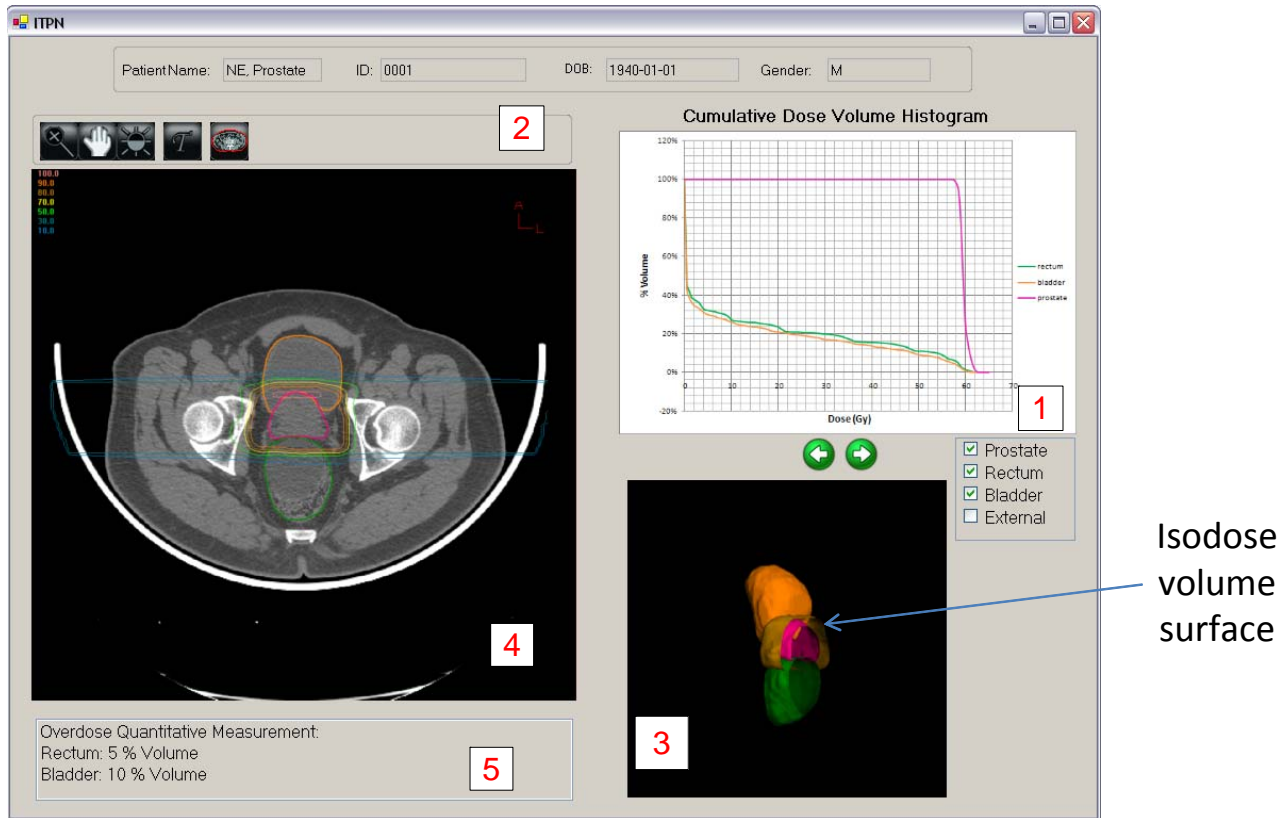 ITPN
PatientName: NE, Prostate ID: 0001 DOB: 1940-01-01 Gender: M
2
T
100.0
90.0
80.0
70.0
50.0
30.0
10.0
A
L
4
Overdose Quantitative Measurement:
Rectum: 5 % Volume
Bladder: 10 % Volume
5
Cumulative Dose Volume Histogram
120%
100%
80%
60%
40%
20%
0%
-20%
% Volume
0 10 20 30 40 50 60 70
Dose(Gy)
rectum
bladder
prostate
1
Prostate
Rectum
Bladder
External
3
Isodose
volume
surface